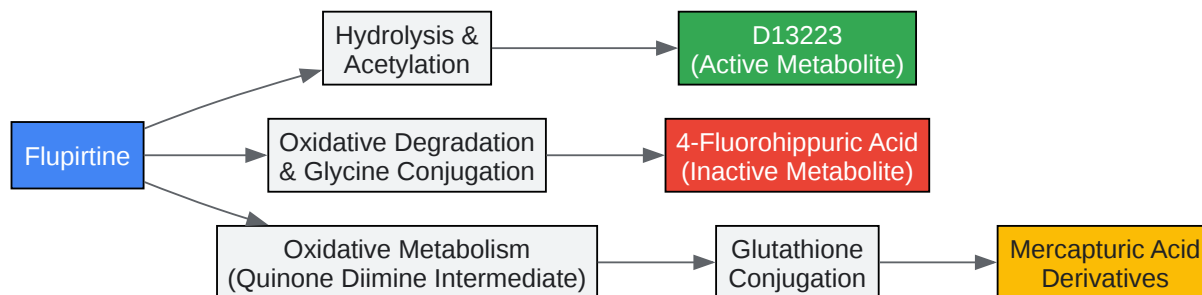 Hydrolysis &
Acetylation
D13223
(Active Metabolite)
Flupirtine
Oxidative Degradation
& Glycine Conjugation
4-Fluorohippuric Acid
(Inactive Metabolite)
Oxidative Metabolism
(Quinone Diimine Intermediate)
Glutathione
Conjugation
Mercapturic Acid
Derivatives